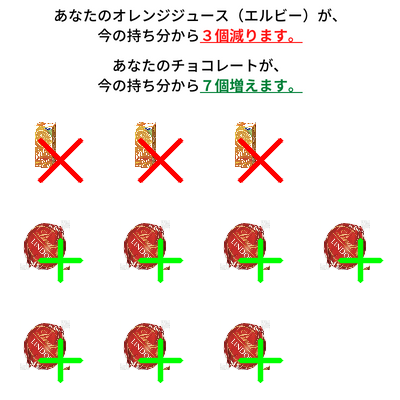 あなたのオレンジジュース（エルビー）が、
今の持ち分から３個減ります。
あなたのチョコレートが、
今の持ち分から７個増えます。